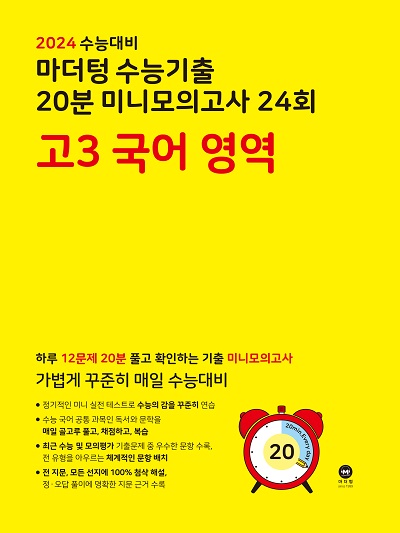 2024 수능대비
마더텅 수능기출
20분 미니모의고사 24회
고3 국어 영역
하루 12문제 20분 풀고 확인하는 기출 미니모의고사
가볍게 꾸준히 매일 수능대비
• 정기적인 미니 실전 테스트로 수능의 감을 꾸준히 연습
• 수능 국어 공통 과목인 독서와 문학을
매일 골고루 풀고, 채점하고, 복습
• 최근 수능 및 모의평가 기출문제 중 우수한 문항 수록,
전 유형을 아우르는 체계적인 문항 배치
• 전 지문, 모든 선지에 100% 첨삭 해설,
정·오답 풀이에 명확한 지문 근거 수록
20min. Every day
20
마더텅
since 1999